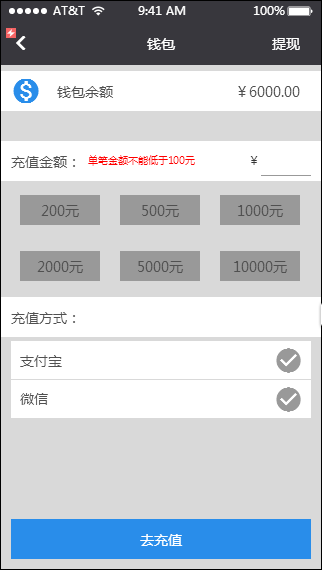 AT&T 9:41 AM 100%
钱包 提现
钱包余额 ￥6000.00
充值金额： 单笔金额不能低于100元 ￥
200元 500元 1000元
2000元 5000元 10000元
充值方式：
支付宝
微信
去充值